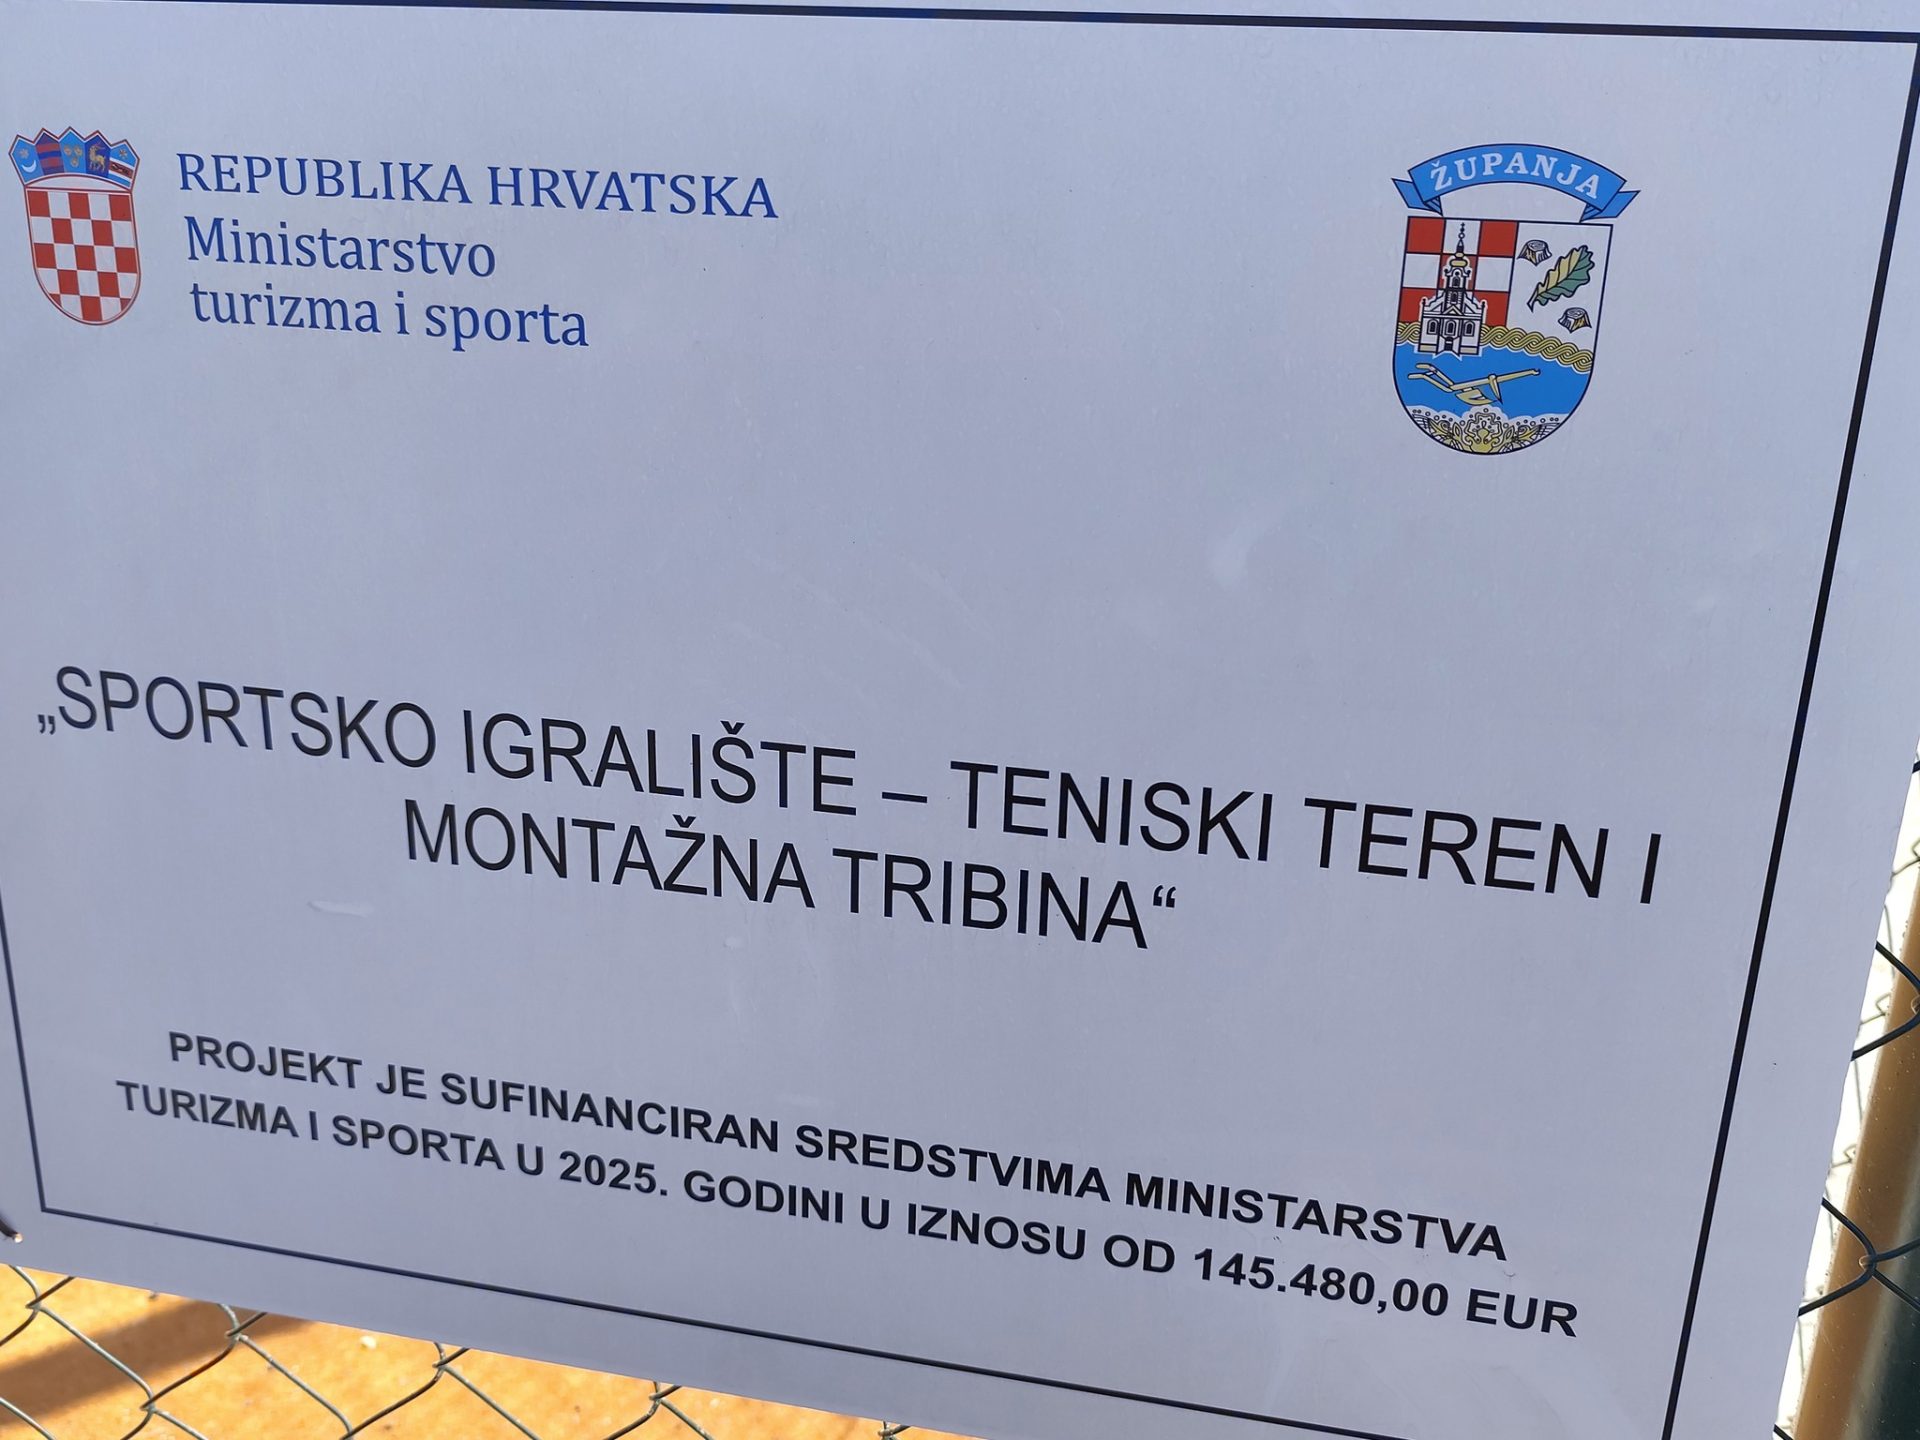 REPUBLIKA HRVATSKA
Ministarstvo
turizma i sporta
ŽUPANJA
„SPORTSKO IGRALIŠTE – TENISKI TEREN I
MONTAŽNA TRIBINA“
PROJEKT JE SUFINANCIRAN SREDSTVIMA MINISTARSTVA
TURIZMA I SPORTA U 2025. GODINI U IZNOSU OD 145.480,00 EUR